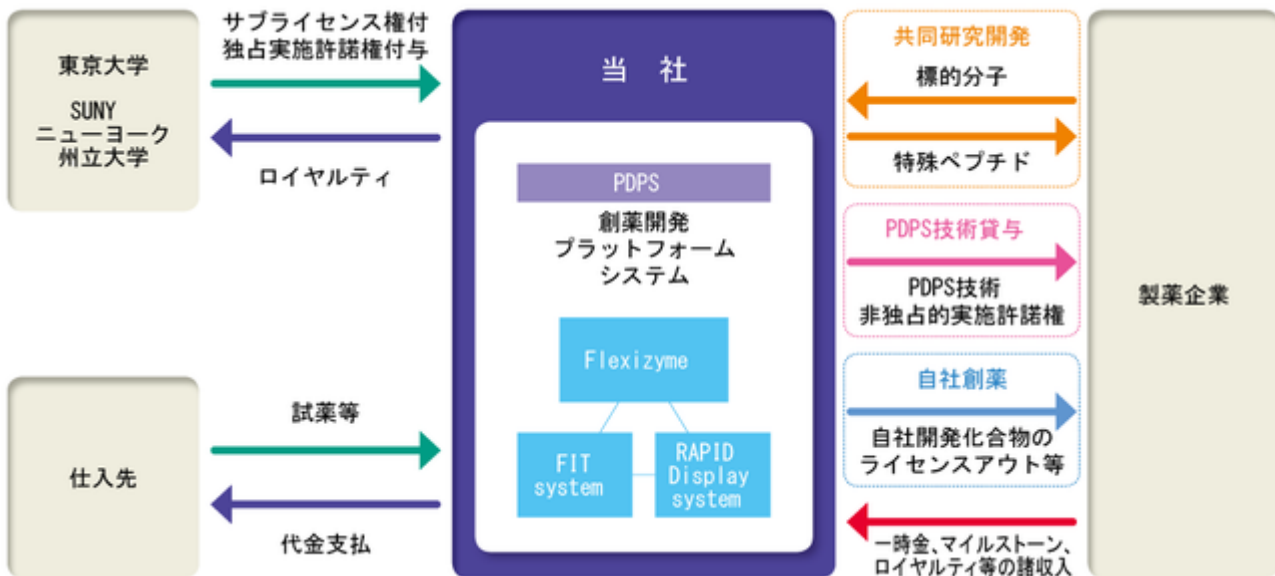 東京大学
SUNY
ニューヨーク
州立大学
サブライセンス権付
独占実施許諾権付与
ロイヤルティ
仕入先
試薬等
代金支払
当 社
PDPS
創薬開発
プラットフォーム
システム
Flexizyme
FIT
system
RAPID
Display
system
共同研究開発
標的分子
特殊ペプチド
PDPS技術貸与
PDPS技術
非独占的実施許諾権
自社創薬
自社開発化合物の
ライセンスアウト等
一時金、マイルストーン、
ロイヤルティ等の諸収入
製薬企業